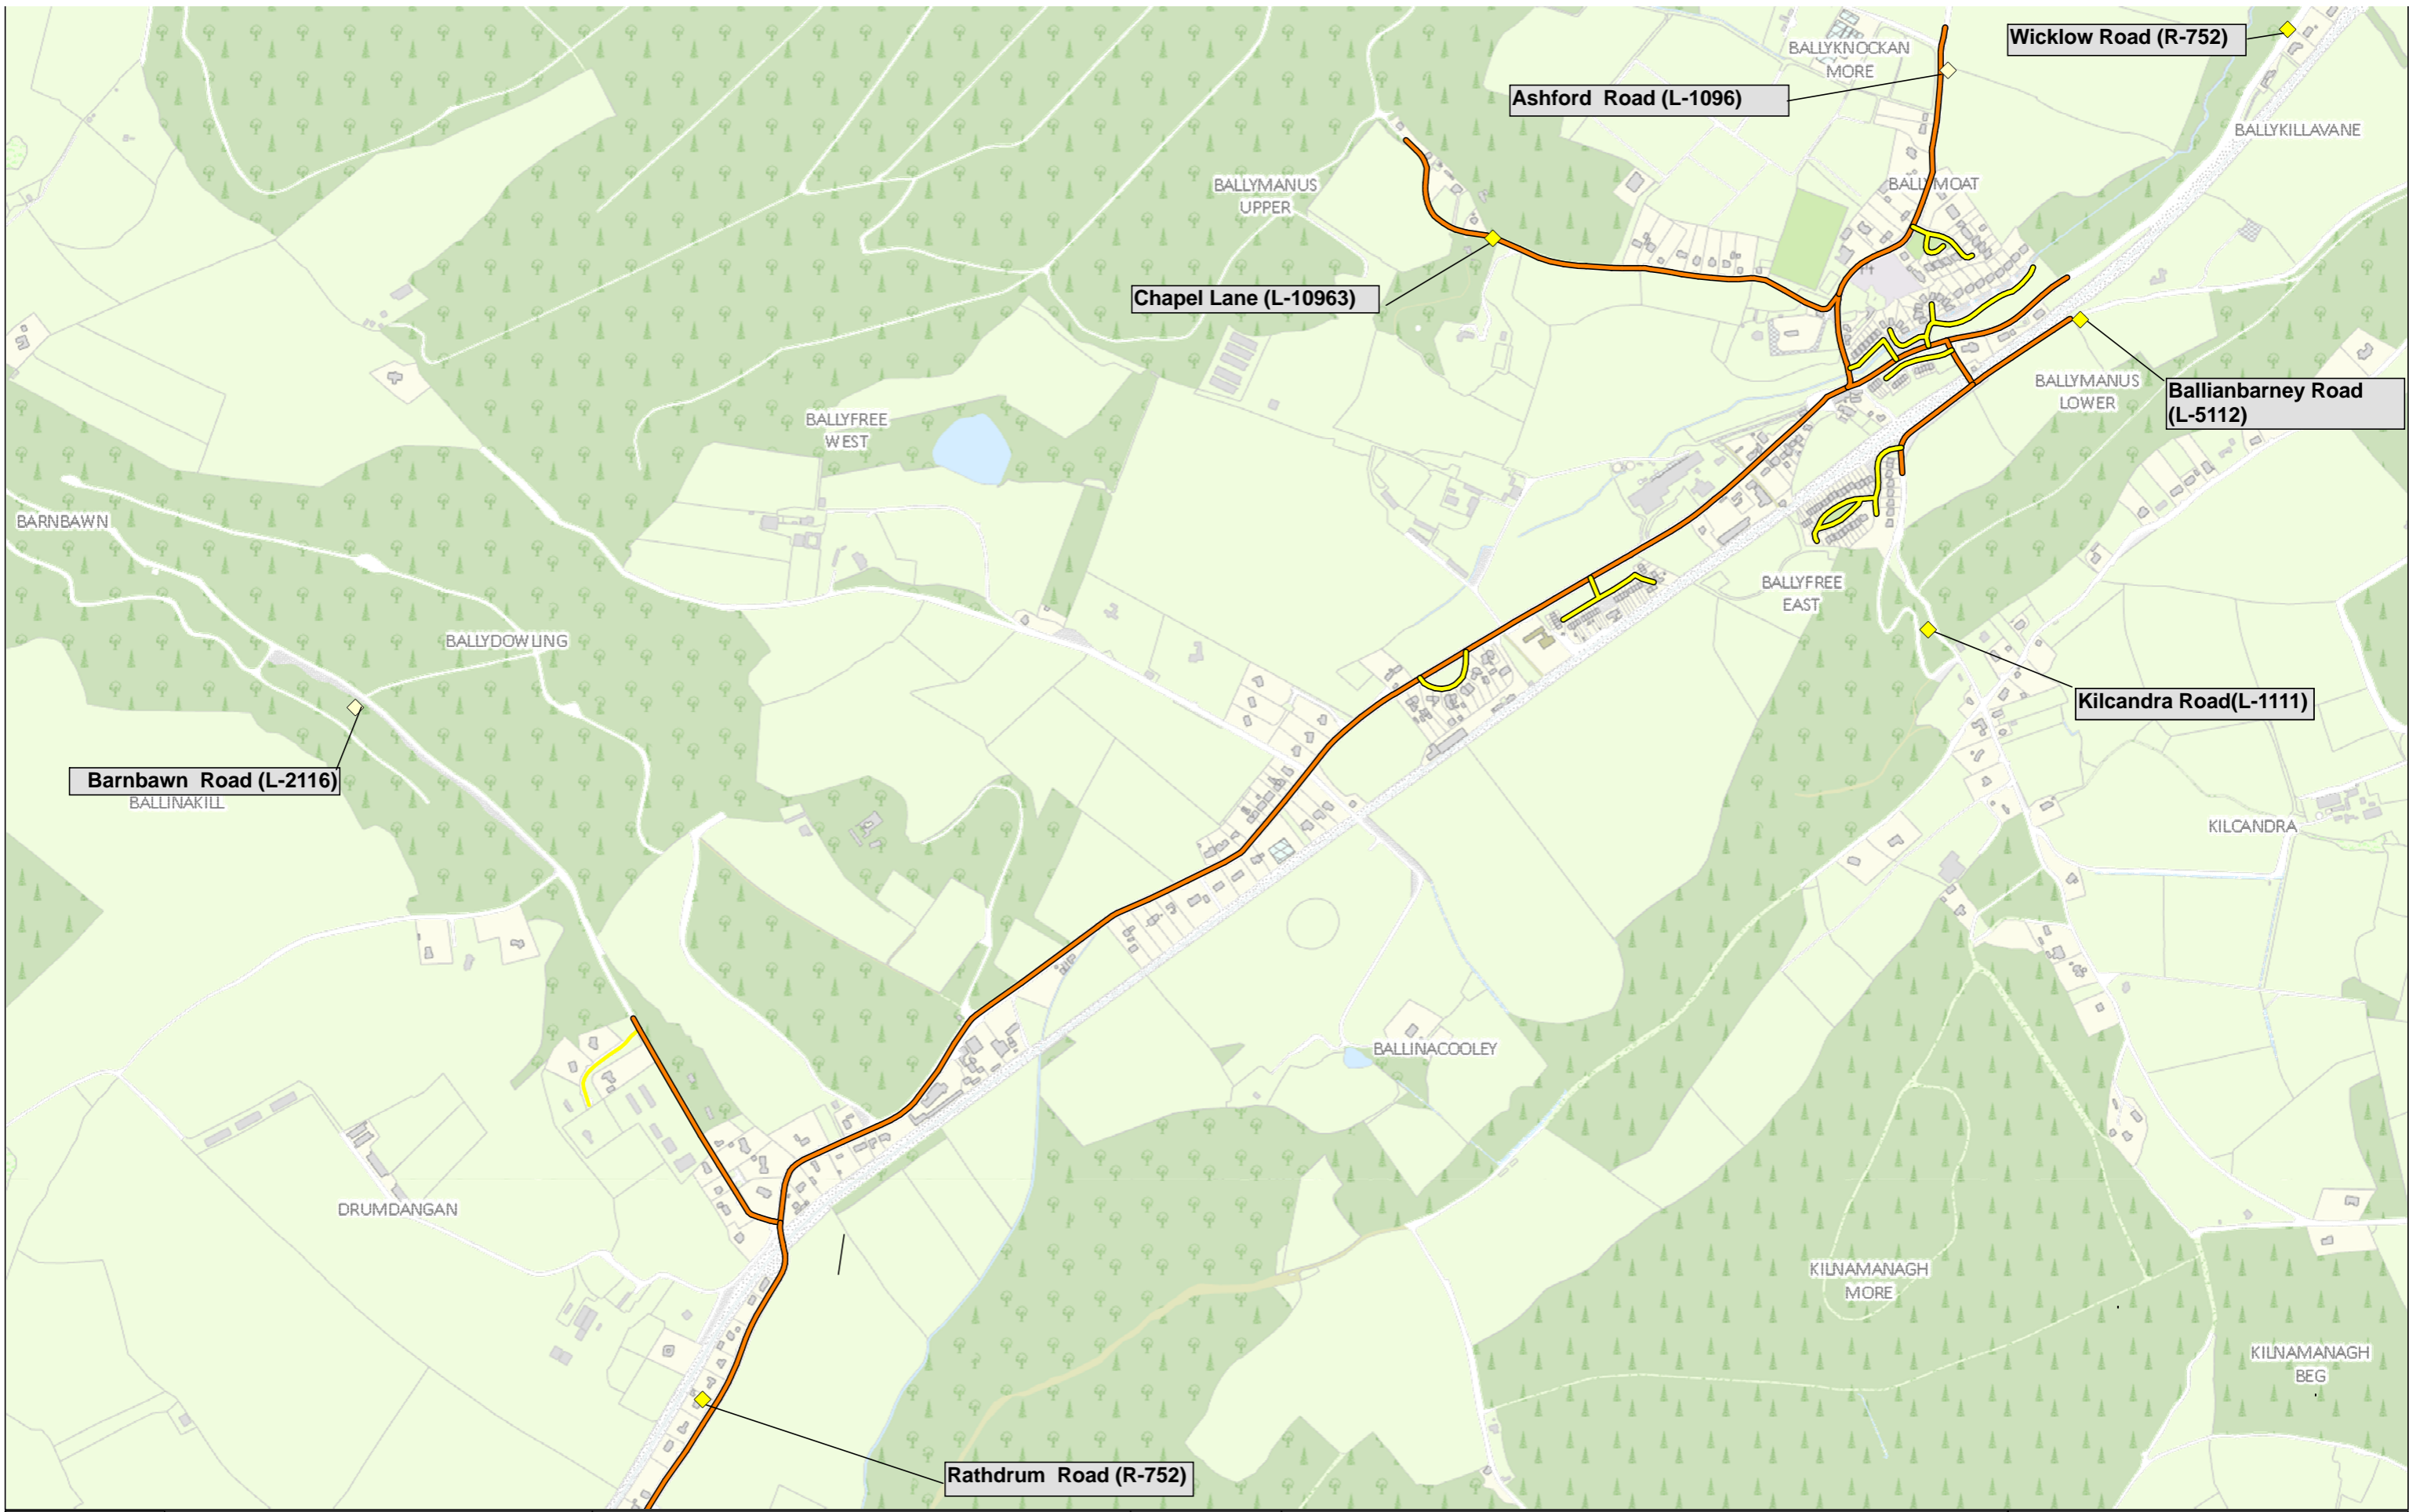 Wicklow Road (R-752)
BALLYKNOCKAN
MORE
Ashford  Road (L-1096)
BALLYKILLAVANE
BALLYMANUS
UPPER
BALLYMOAT
Chapel Lane (L-10963)
BALLYMANUS
LOWER
Ballianbarney Road
(L-5112)
BALLYFREE
WEST
BARNBAWN
BALLYFREE
EAST
BALLYDOWLING
Kilcandra Road(L-1111)
Barnbawn  Road (L-2116)
BALLINAKILL
KILCANDRA
BALLINACOOLEY
DRUMDANGAN
KILNAMANAGH
MORE
KILNAMANAGH
BEG
Rathdrum  Road (R-752)